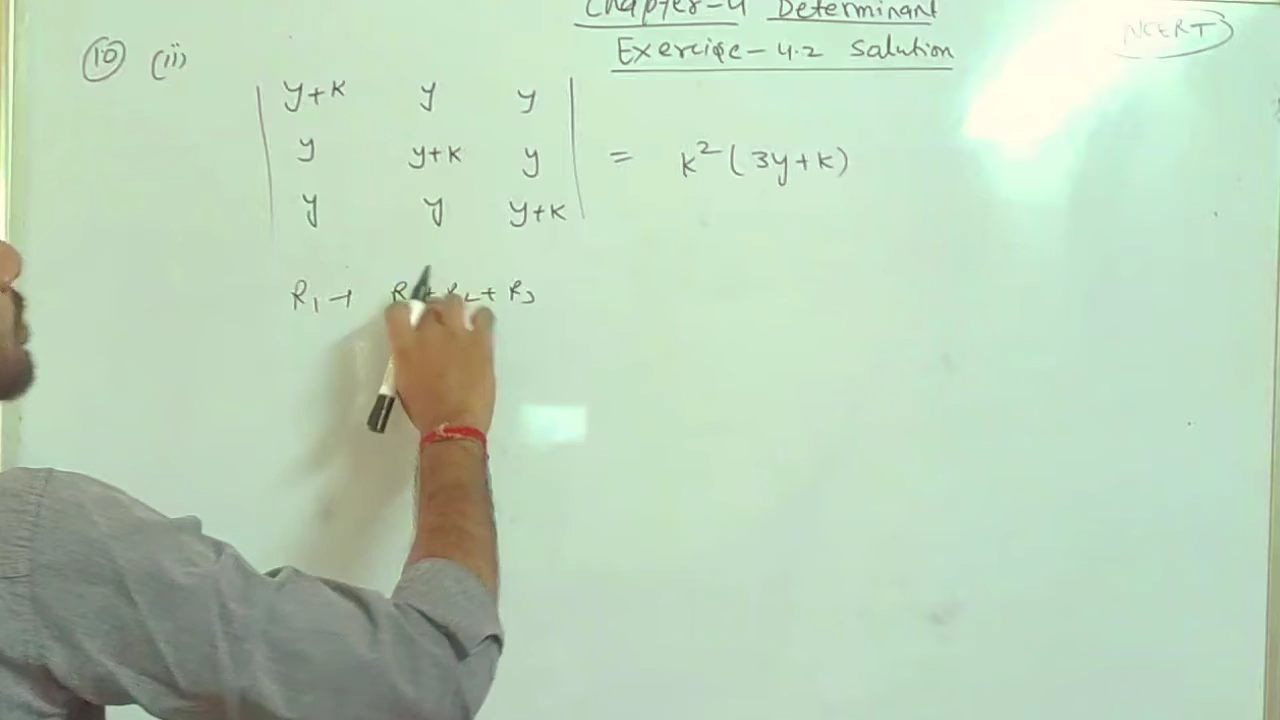 Chapter-4 Determinant
Exercise-4.2 Solution
NCERT
10 (ii)
| y+k y y |
| y y+k y | = k²(3y+k)
| y y y+k |
R₁ → R₁+R₂+R₃